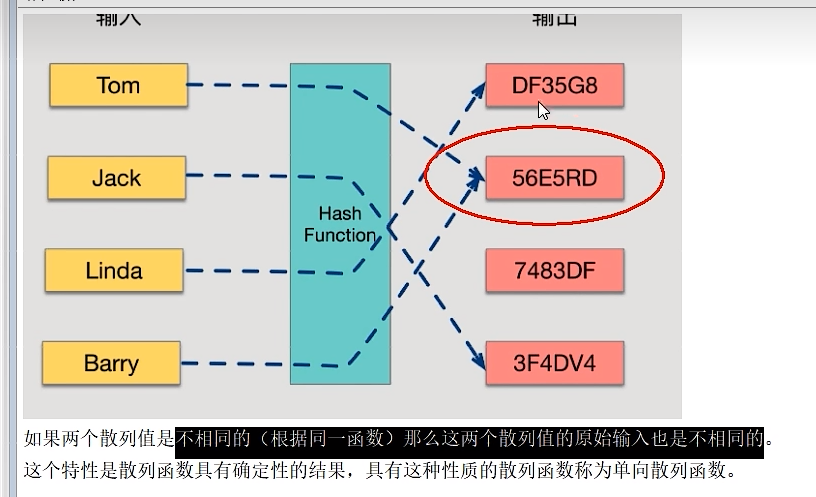 输入 输出
Tom DF35G8
Jack 56E5RD
Hash
Function
Linda 7483DF
Barry 3F4DV4
如果两个散列值是不相同的（根据同一函数）那么这两个散列值的原始输入也是不相同的。
这个特性是散列函数具有确定性的结果，具有这种性质的散列函数称为单向散列函数。